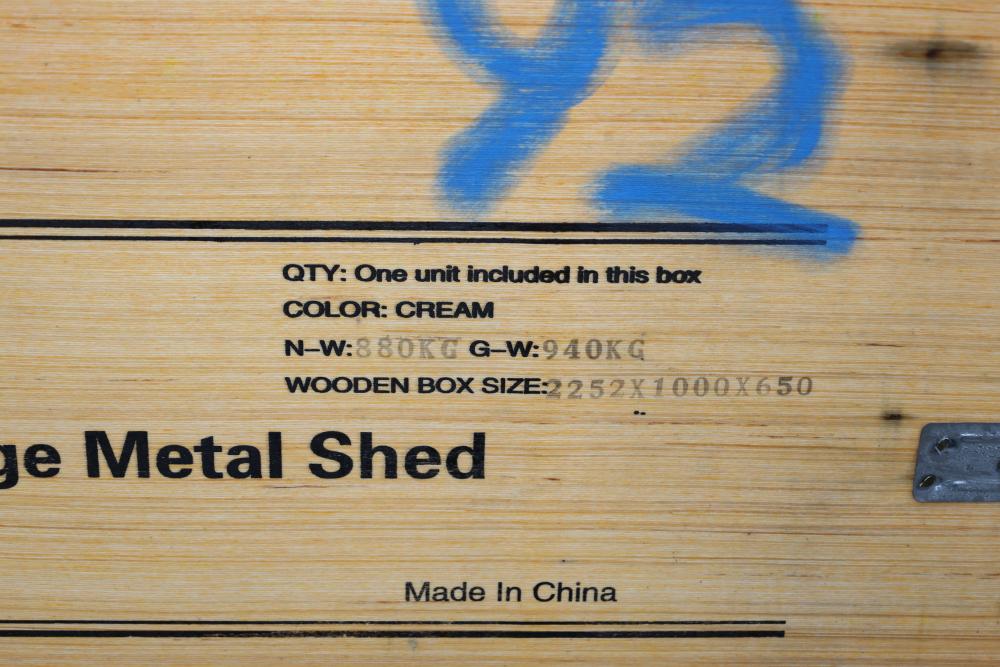 92
QTY: One unit included in this box
COLOR: CREAM
N-W:880KG G-W:940KG
WOODEN BOX SIZE:2252X1000X650
ge Metal Shed
Made In China